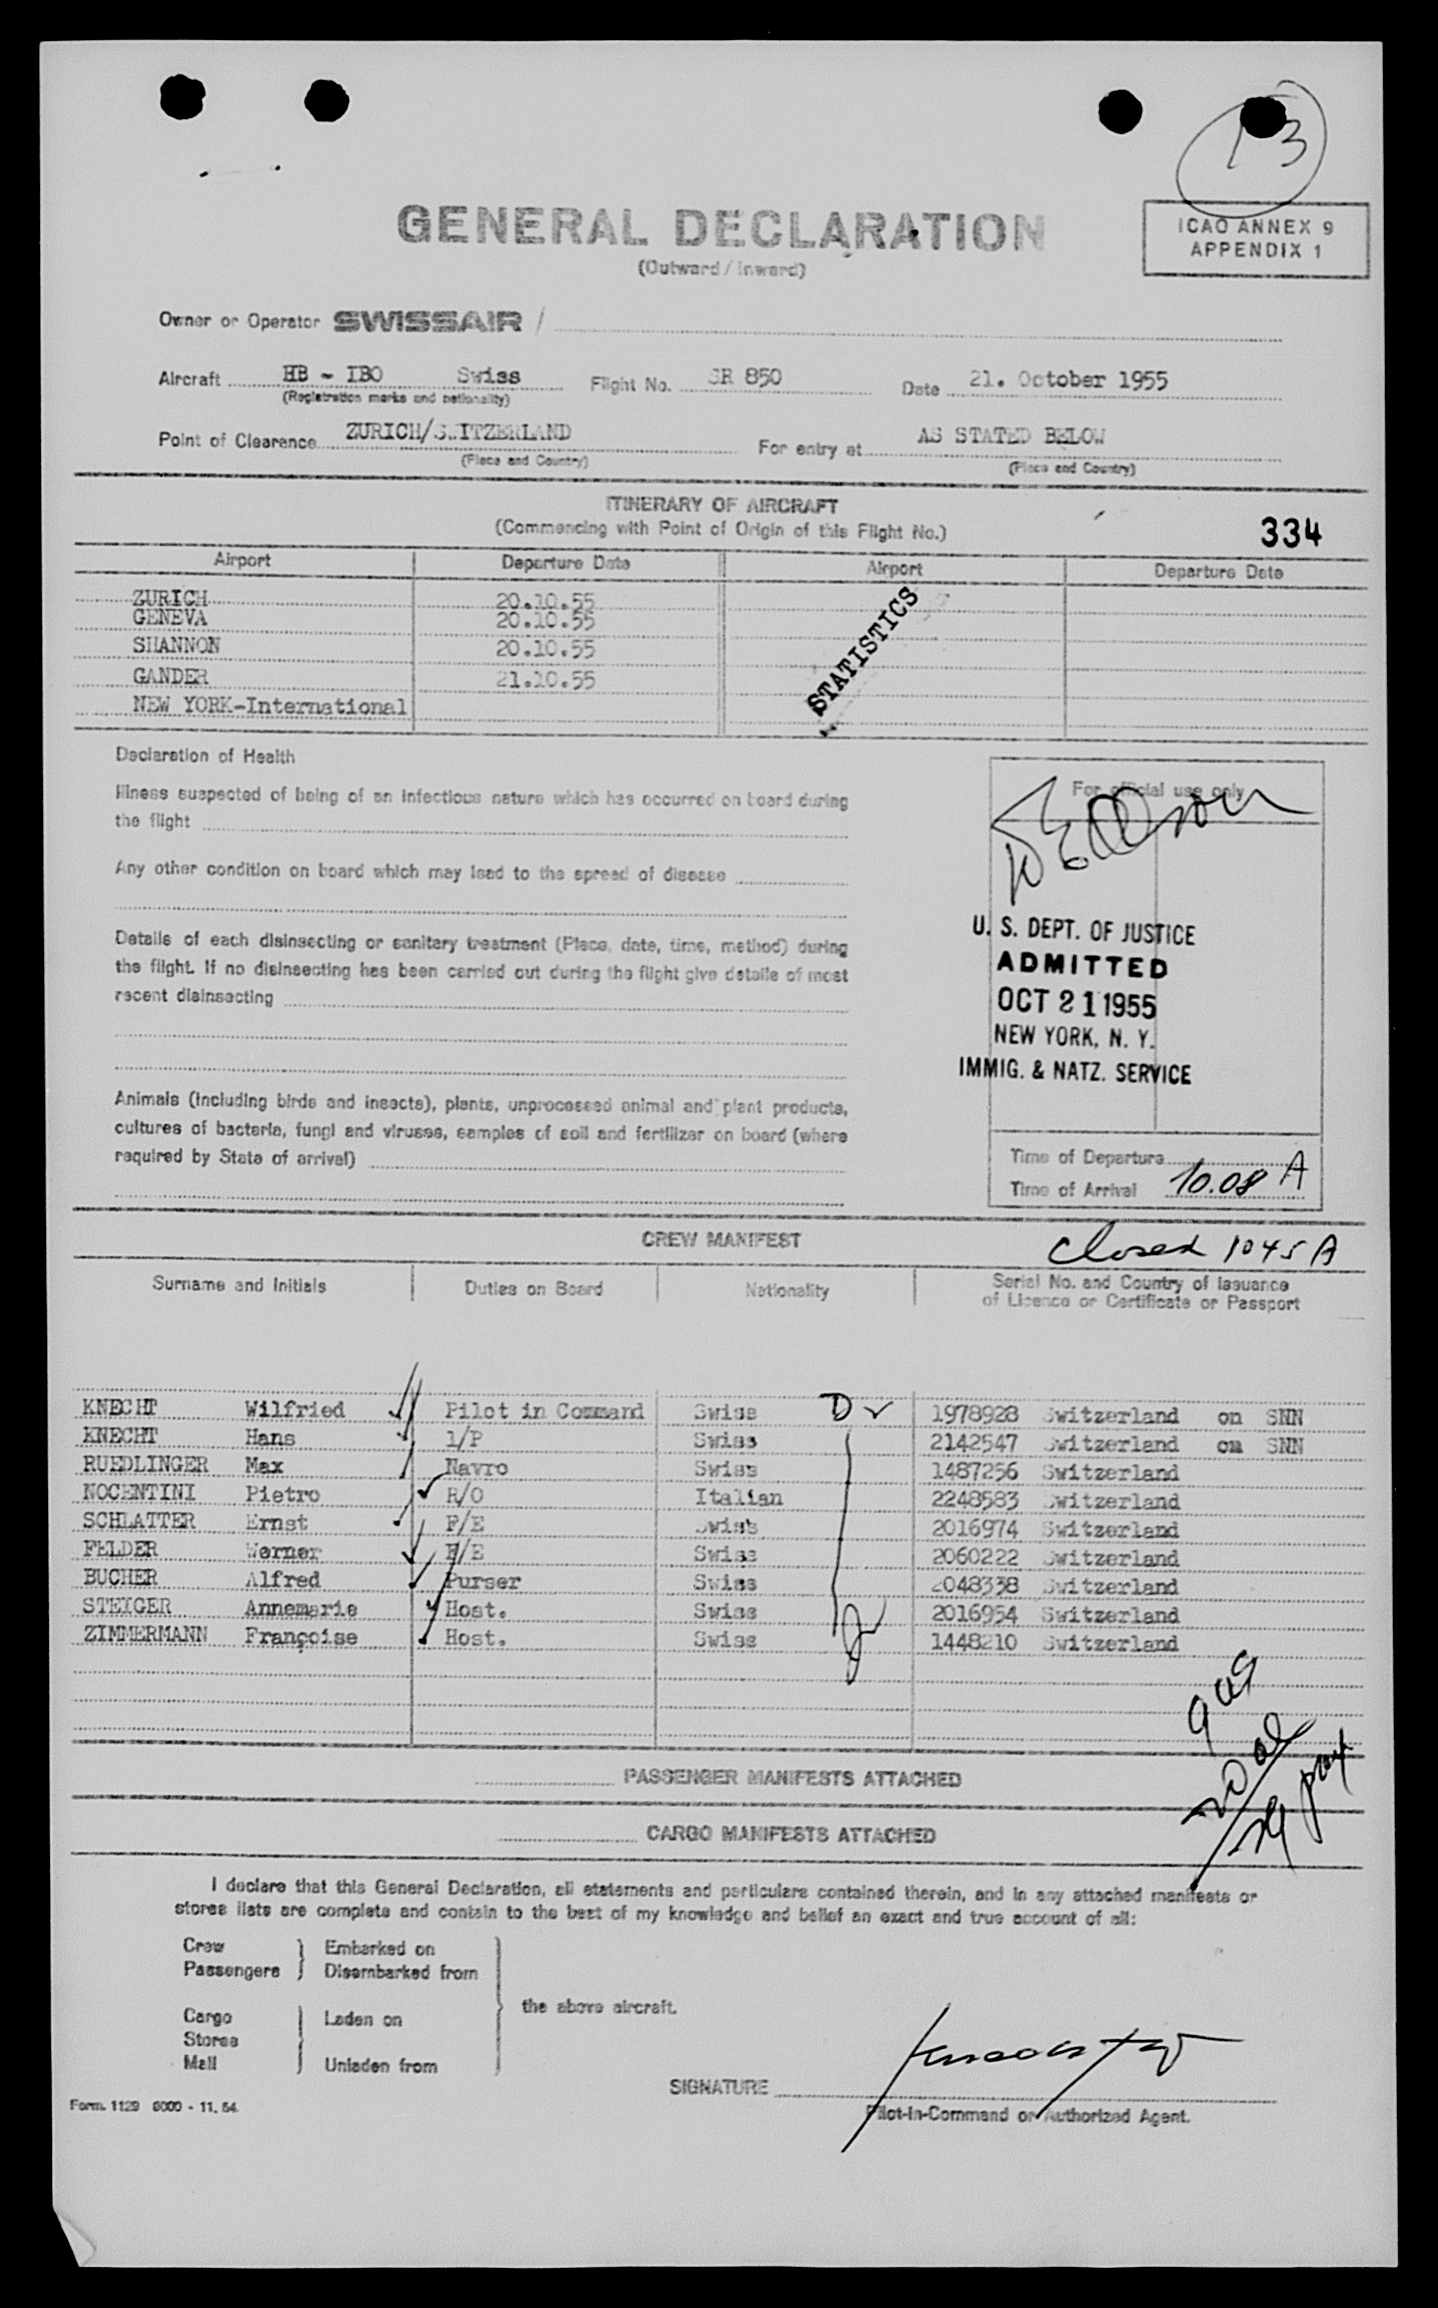 13
GENERAL DECLARATION
(Outward / Inward)
ICAO ANNEX 9
APPENDIX 1
Owner or Operator SWISSAIR /
Aircraft HB - IBO Swiss Flight No. SR 850 Date 21. October 1955
(Registration marks and nationality)
Point of Clearance ZURICH/SWITZERLAND For entry at AS STATED BELOW
(Place and Country) (Place and Country)
ITINERARY OF AIRCRAFT
(Commencing with Point of Origin of this Flight No.)
334
Airport Departure Date Airport Departure Date
ZURICH 20.10.55
GENEVA 20.10.55
SHANNON 20.10.55
GANDER 21.10.55
NEW YORK-International
STATISTICS
Declaration of Health
Illness suspected of being of an infectious nature which has occurred on board during
the flight
Any other condition on board which may lead to the spread of disease
Details of each disinsecting or sanitary treatment (Place, date, time, method) during
the flight. If no disinsecting has been carried out during the flight give details of most
recent disinsecting
Animals (including birds and insects), plants, unprocessed animal and plant products,
cultures of bacteria, fungi and viruses, samples of soil and fertilizer on board (where
required by State of arrival)
For official use only
U. S. DEPT. OF JUSTICE
ADMITTED
OCT 21 1955
NEW YORK, N. Y.
IMMIG. & NATZ. SERVICE
Time of Departure
Time of Arrival 10.08 A
CREW MANIFEST
Closed 1045 A
Surname and Initials Duties on Board Nationality Serial No. and Country of Issuance
of Licence or Certificate or Passport
KNECHT Wilfried Pilot in Command Swiss D 1978928 Switzerland on SNN
KNECHT Hans 1/P Swiss 2142547 Switzerland on SNN
RUEDLINGER Max Navro Swiss 1487256 Switzerland
NOCENTINI Pietro R/O Italian 2248583 Switzerland
SCHLATTER Ernst F/E Swiss 2016974 Switzerland
FELDER Werner F/E Swiss 2060222 Switzerland
BUCHER Alfred Purser Swiss 2048338 Switzerland
STEIGER Annemarie Host. Swiss 2016954 Switzerland
ZIMMERMANN Françoise Host. Swiss 1448210 Switzerland
PASSENGER MANIFESTS ATTACHED
CARGO MANIFESTS ATTACHED
I declare that this General Declaration, all statements and particulars contained therein, and in any attached manifests or
stores lists are complete and contain to the best of my knowledge and belief an exact and true account of all:
Crew Embarked on
Passengers Disembarked from
the above aircraft.
Cargo Laden on
Stores
Mail Unladen from
SIGNATURE
Pilot-in-Command or Authorized Agent.
Form. 1129 6000 - 11. 54